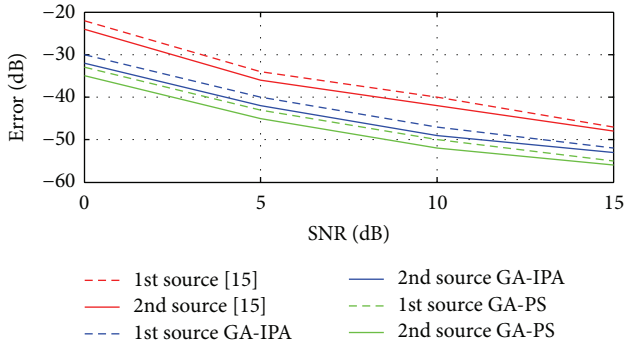 −20
−30
−40
−50
−60
Error (dB)
0
5
10
15
SNR (dB)
1st source [15]
2nd source [15]
1st source GA-IPA
2nd source GA-IPA
1st source GA-PS
2nd source GA-PS